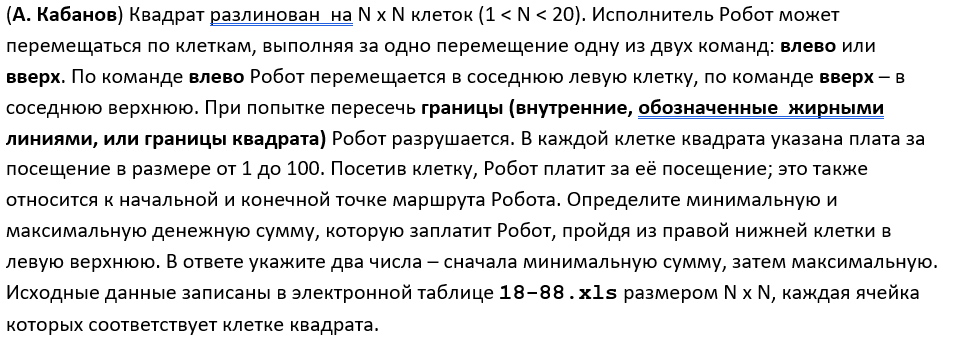 (А. Кабанов) Квадрат разлинован на N x N клеток (1 < N < 20). Исполнитель Робот может
перемещаться по клеткам, выполняя за одно перемещение одну из двух команд: влево или
вверх. По команде влево Робот перемещается в соседнюю левую клетку, по команде вверх – в
соседнюю верхнюю. При попытке пересечь границы (внутренние, обозначенные жирными
линиями, или границы квадрата) Робот разрушается. В каждой клетке квадрата указана плата за
посещение в размере от 1 до 100. Посетив клетку, Робот платит за её посещение; это также
относится к начальной и конечной точке маршрута Робота. Определите минимальную и
максимальную денежную сумму, которую заплатит Робот, пройдя из правой нижней клетки в
левую верхнюю. В ответе укажите два числа – сначала минимальную сумму, затем максимальную.
Исходные данные записаны в электронной таблице 18-88.xls размером N x N, каждая ячейка
которых соответствует клетке квадрата.